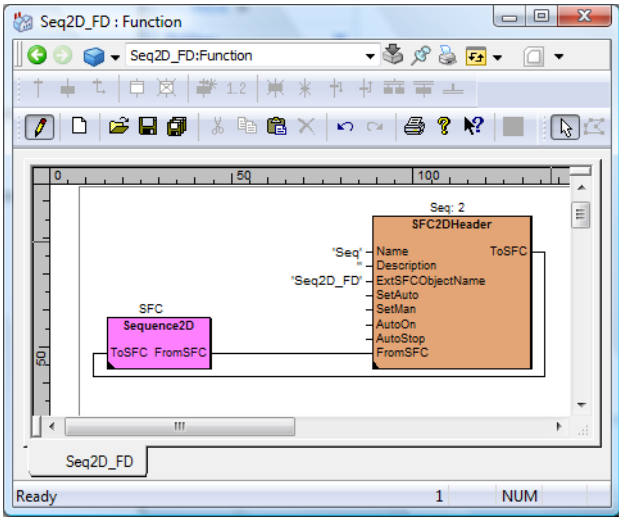 Seq2D_FD : Function
Seq2D_FD:Function
1.2
0 50 100
Seq: 2
SFC2DHeader
'Seq' Name ToSFC
'' Description
'Seq2D_FD' ExtSFCObjectName
SetAuto
SetMan
AutoOn
AutoStop
FromSFC
SFC
Sequence2D
ToSFC FromSFC
50
Seq2D_FD
Ready 1 NUM